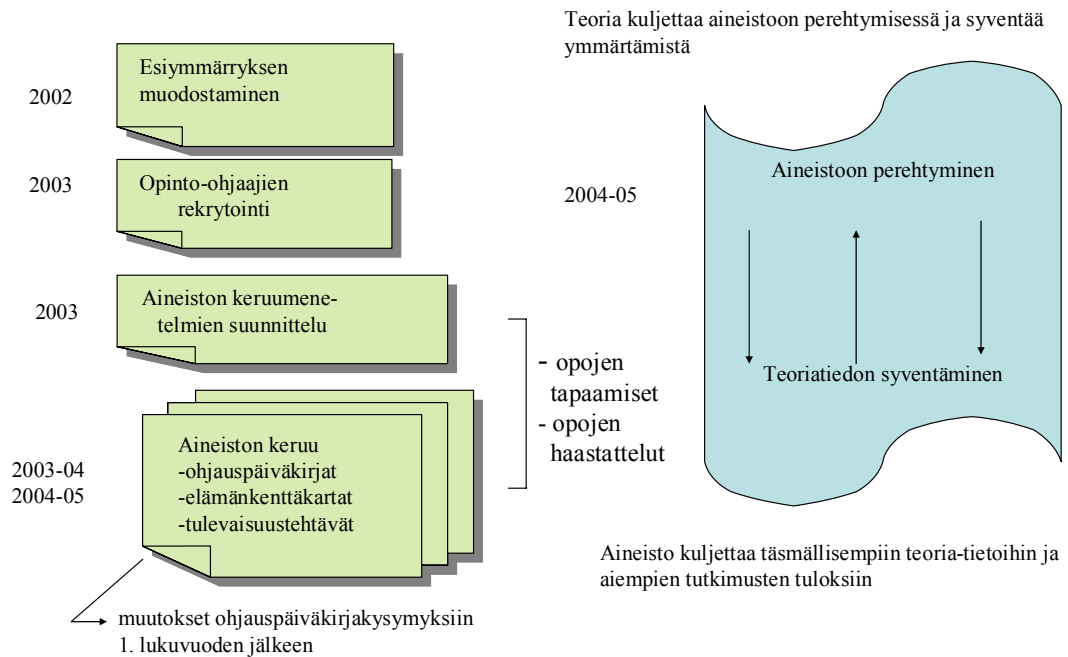 2002
Esiymmärryksen
muodostaminen
2003
Opinto-ohjaajien
rekrytointi
2003
Aineiston keruumene-
telmien suunnittelu
2003-04
2004-05
Aineiston keruu
-ohjauspäiväkirjat
-elämänkenttäkartat
-tulevaisuustehtävät
muutokset ohjauspäiväkirjakysymyksiin
1. lukuvuoden jälkeen
- opojen
tapaamiset
- opojen
haastattelut
Teoria kuljettaa aineistoon perehtymisessä ja syventää
ymmärtämistä
2004-05
Aineistoon perehtyminen
Teoriatiedon syventäminen
Aineisto kuljettaa täsmällisempiin teoria-tietoihin ja
aiempien tutkimusten tuloksiin